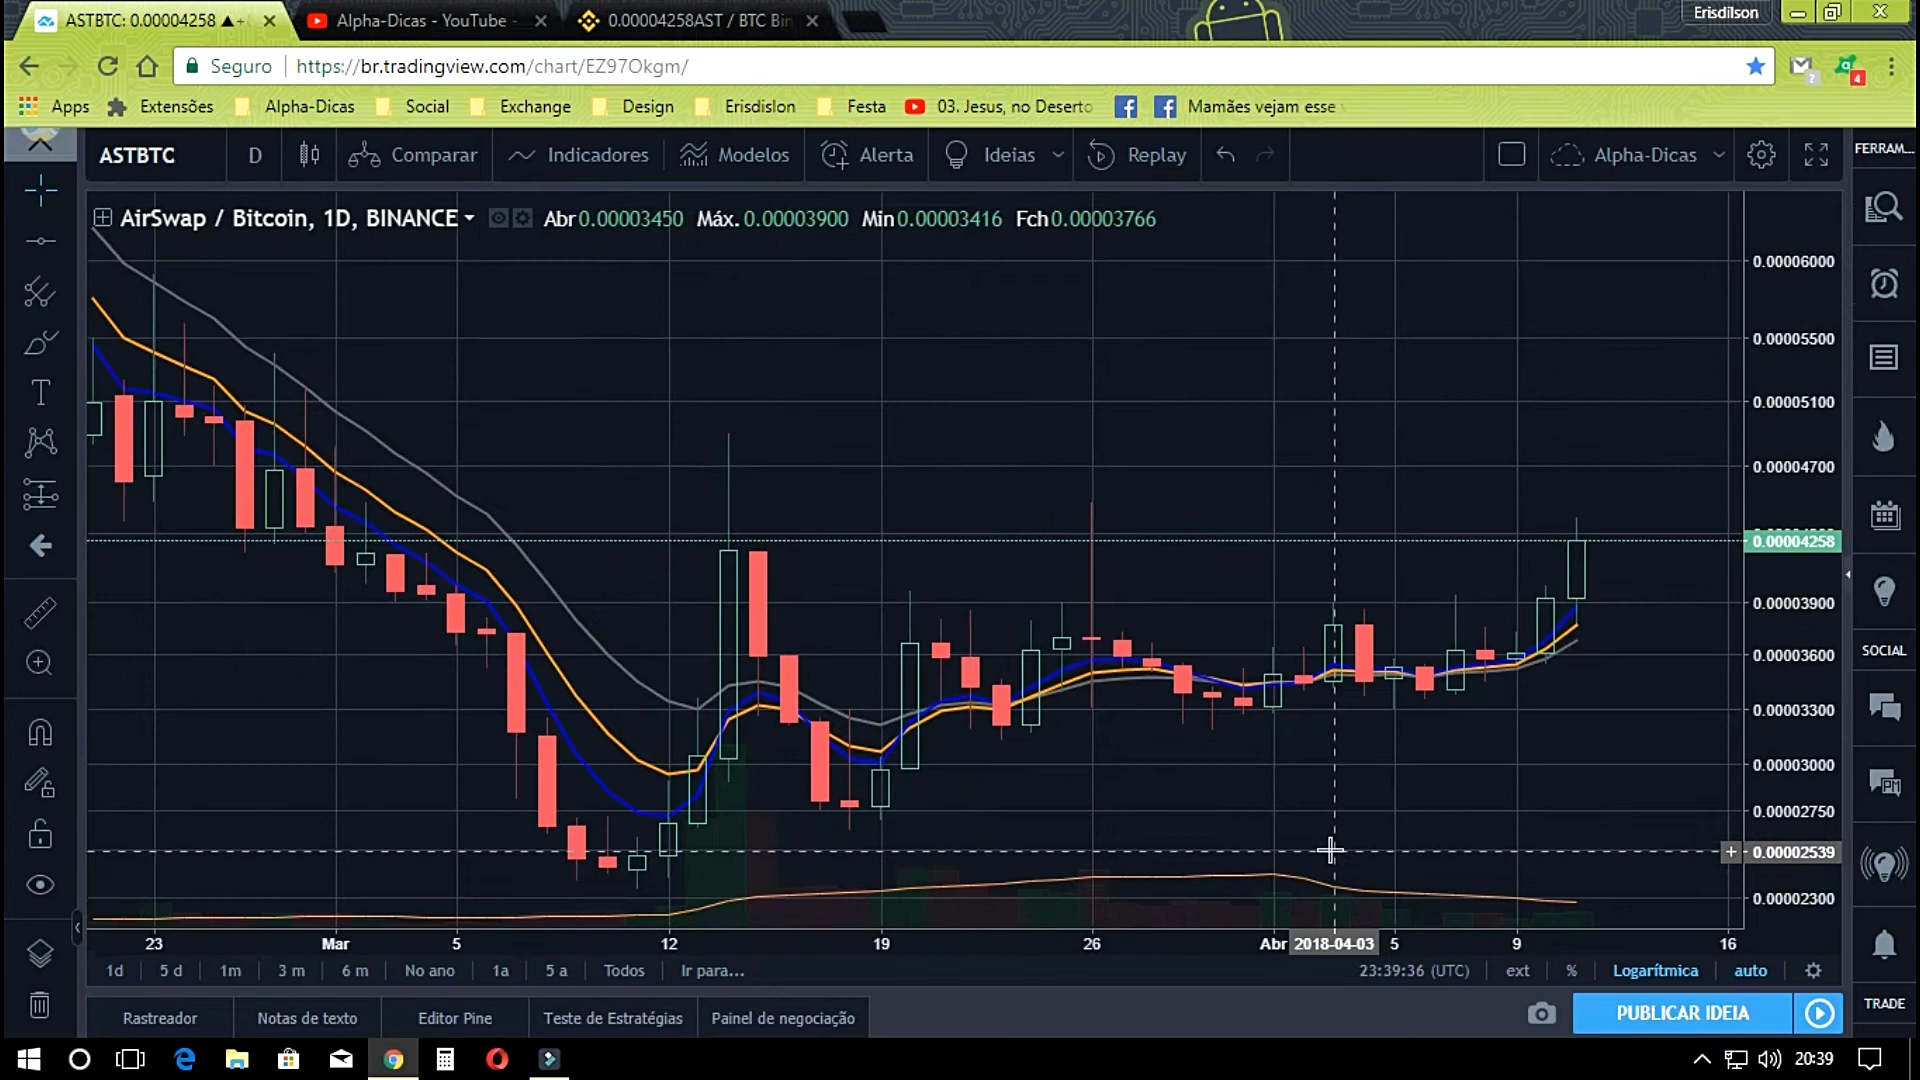 ASTBTC: 0.00004258 ▲+
Alpha-Dicas - YouTube -
0.00004258AST / BTC Bin
Erisdilson
Seguro
https://br.tradingview.com/chart/EZ97Okgm/
?
4
Apps
Extensões
Alpha-Dicas
Social
Exchange
Design
Erisdislon
Festa
03. Jesus, no Deserto
Mamães vejam esse
ASTBTC
D
Comparar
Indicadores
Modelos
Alerta
Ideias
Replay
Alpha-Dicas
FERRAM...
AirSwap / Bitcoin, 1D, BINANCE
Abr 0.00003450 Máx. 0.00003900 Min 0.00003416 Fch 0.00003766
0.00006000
0.00005500
0.00005100
0.00004700
0.00004258
0.00003900
0.00003600
0.00003300
0.00003000
0.00002750
0.00002539
0.00002300
SOCIAL
TRADE
23 Mar 5 12 19 26 Abr 2018-04-03 5 9 16
1d 5 d 1m 3 m 6 m No ano 1a 5 a Todos Ir para...
23:39:36 (UTC) ext % Logarítmica auto
Rastreador
Notas de texto
Editor Pine
Teste de Estratégias
Painel de negociação
PUBLICAR IDEIA
20:39